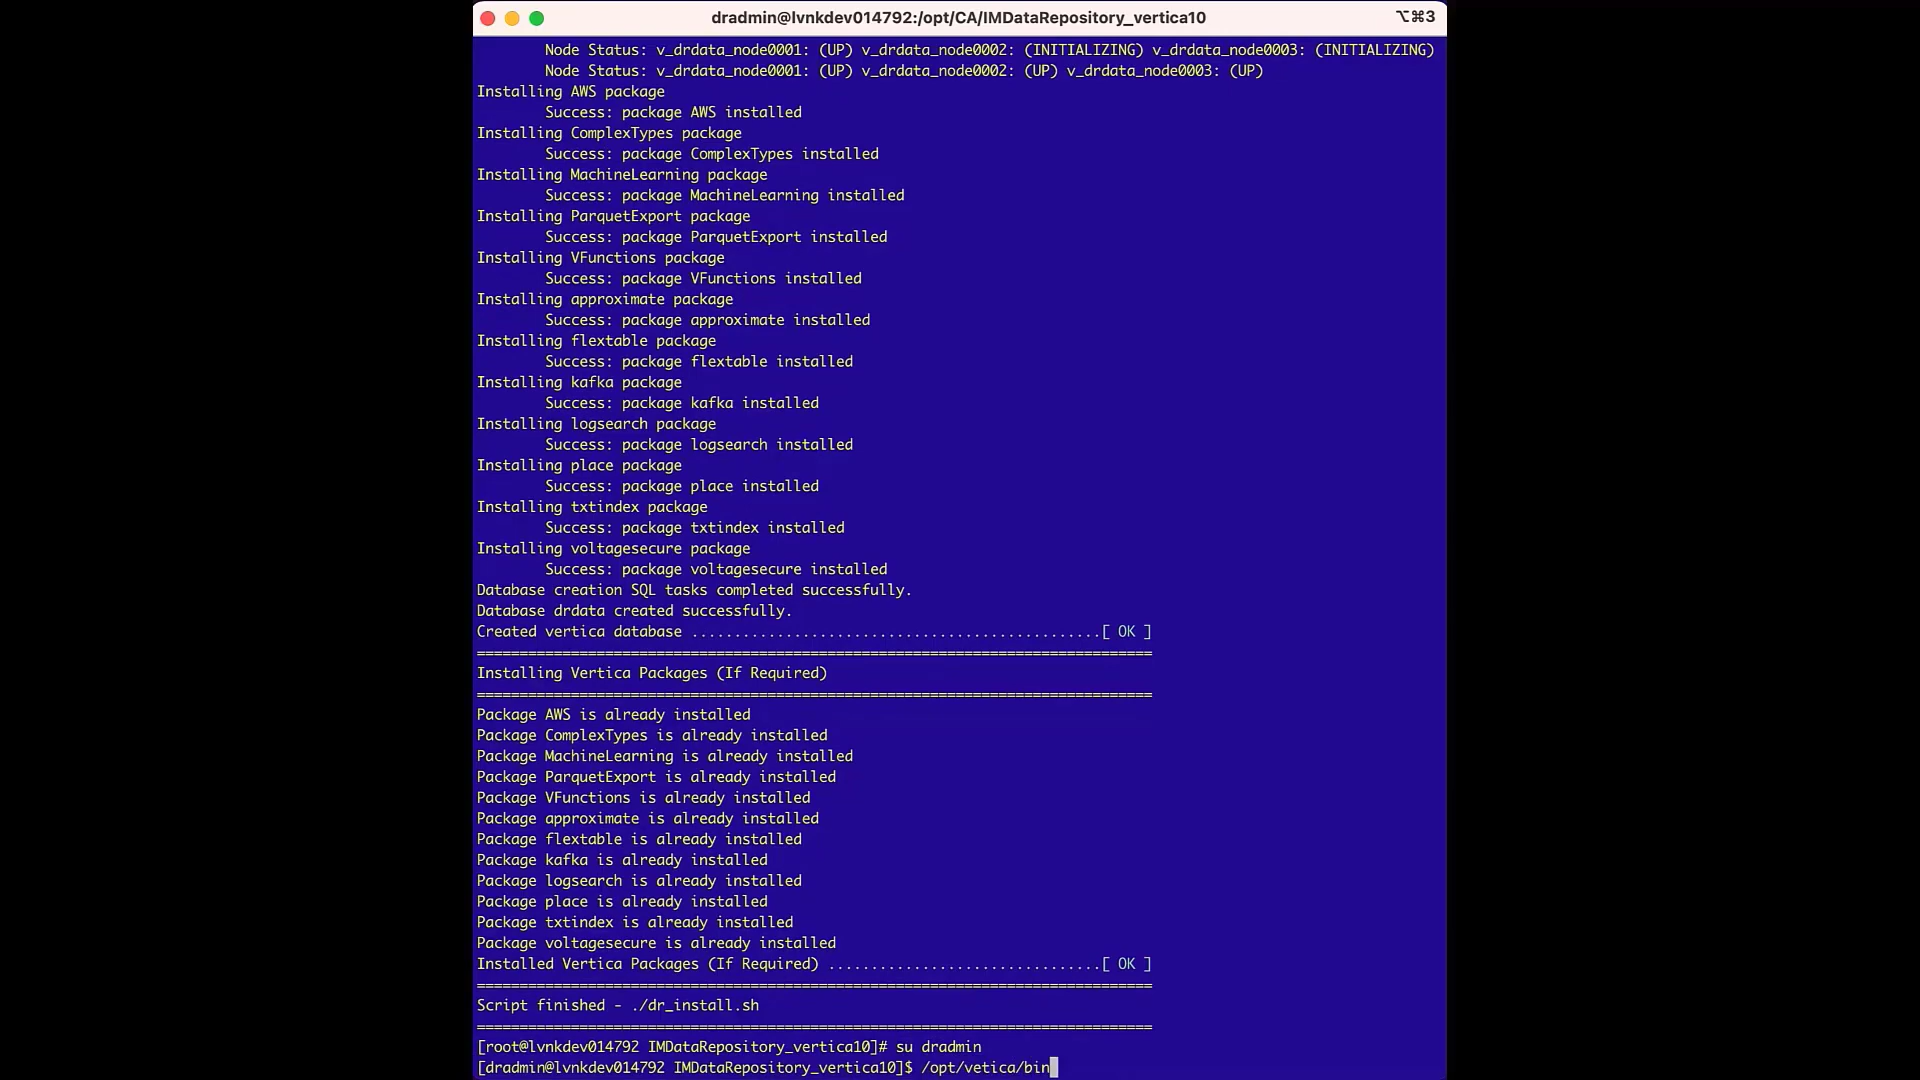 dradmin@lvnkdev014792:/opt/CA/IMDataRepository_vertica10
⌥⌘3
Node Status: v_drdata_node0001: (UP) v_drdata_node0002: (INITIALIZING) v_drdata_node0003: (INITIALIZING)
Node Status: v_drdata_node0001: (UP) v_drdata_node0002: (UP) v_drdata_node0003: (UP)
Installing AWS package
Success: package AWS installed
Installing ComplexTypes package
Success: package ComplexTypes installed
Installing MachineLearning package
Success: package MachineLearning installed
Installing ParquetExport package
Success: package ParquetExport installed
Installing VFunctions package
Success: package VFunctions installed
Installing approximate package
Success: package approximate installed
Installing flextable package
Success: package flextable installed
Installing kafka package
Success: package kafka installed
Installing logsearch package
Success: package logsearch installed
Installing place package
Success: package place installed
Installing txtindex package
Success: package txtindex installed
Installing voltagesecure package
Success: package voltagesecure installed
Database creation SQL tasks completed successfully.
Database drdata created successfully.
Created vertica database ................................................[ OK ]
===============================================================================
Installing Vertica Packages (If Required)
===============================================================================
Package AWS is already installed
Package ComplexTypes is already installed
Package MachineLearning is already installed
Package ParquetExport is already installed
Package VFunctions is already installed
Package approximate is already installed
Package flextable is already installed
Package kafka is already installed
Package logsearch is already installed
Package place is already installed
Package txtindex is already installed
Package voltagesecure is already installed
Installed Vertica Packages (If Required) ................................[ OK ]
===============================================================================
Script finished - ./dr_install.sh
===============================================================================
[root@lvnkdev014792 IMDataRepository_vertica10]# su dradmin
[dradmin@lvnkdev014792 IMDataRepository_vertica10]$ /opt/vetica/bin